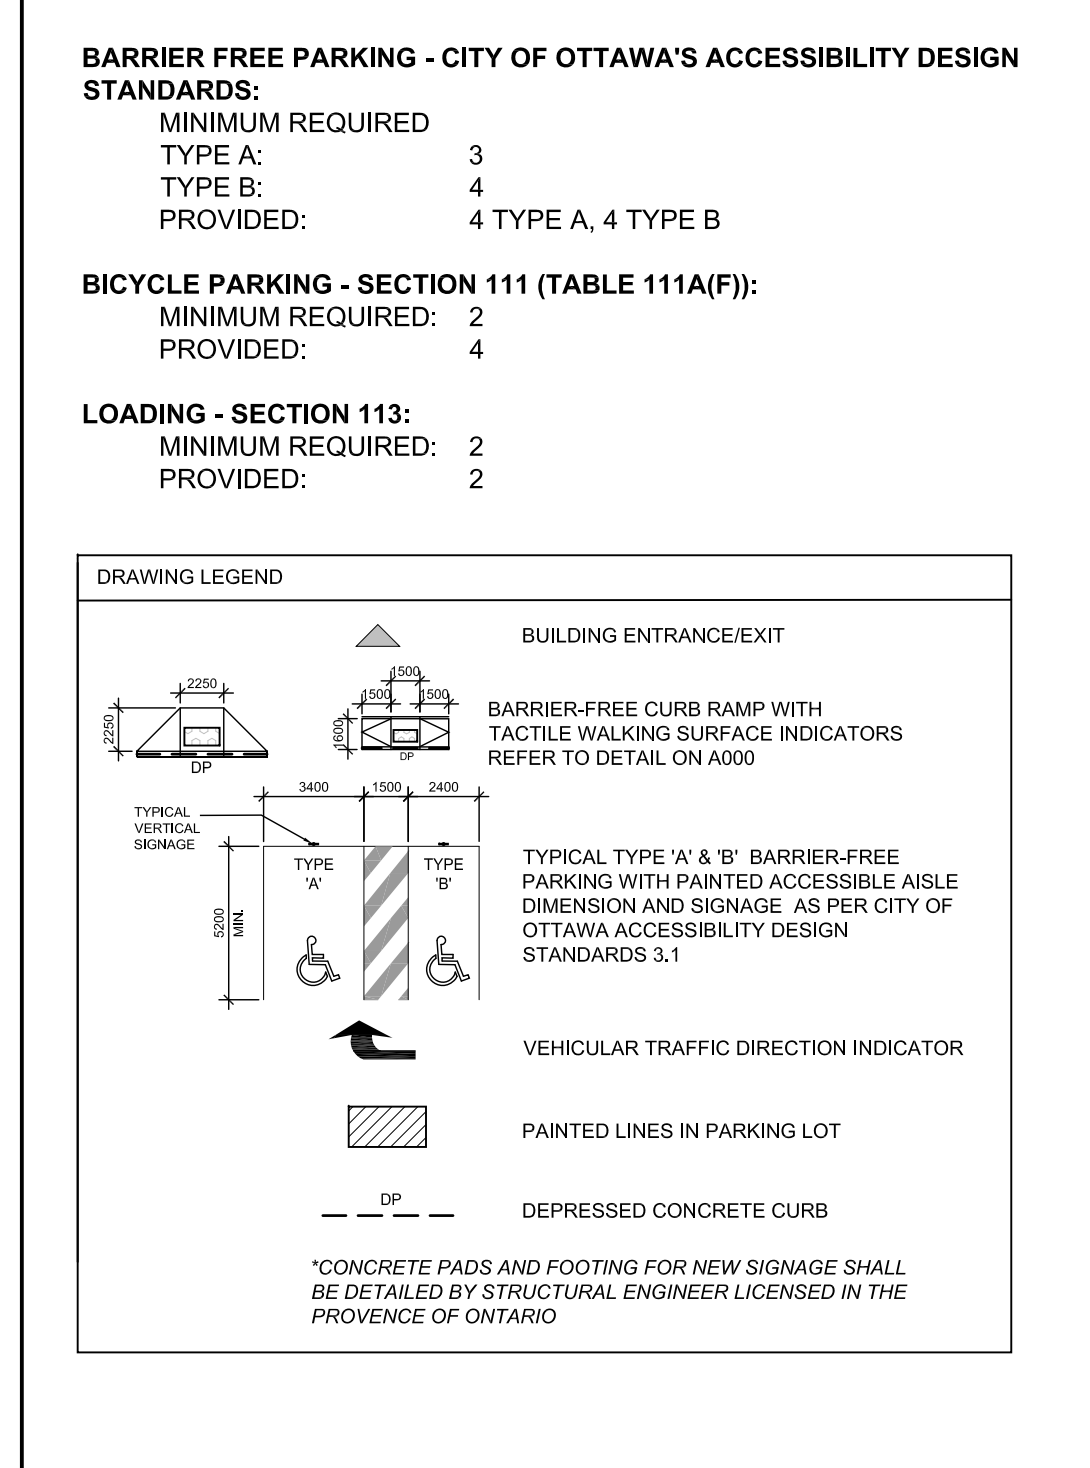 BARRIER FREE PARKING - CITY OF OTTAWA'S ACCESSIBILITY DESIGN
STANDARDS:
MINIMUM REQUIRED
TYPE A: 3
TYPE B: 4
PROVIDED: 4 TYPE A, 4 TYPE B
BICYCLE PARKING - SECTION 111 (TABLE 111A(F)):
MINIMUM REQUIRED: 2
PROVIDED: 4
LOADING - SECTION 113:
MINIMUM REQUIRED: 2
PROVIDED: 2
DRAWING LEGEND
BUILDING ENTRANCE/EXIT
2250
2250
DP
1500
1500
1500
1600
DP
BARRIER-FREE CURB RAMP WITH
TACTILE WALKING SURFACE INDICATORS
REFER TO DETAIL ON A000
3400
1500
2400
TYPICAL
VERTICAL
SIGNAGE
TYPE
'A'
TYPE
'B'
5200
MIN.
TYPICAL TYPE 'A' & 'B' BARRIER-FREE
PARKING WITH PAINTED ACCESSIBLE AISLE
DIMENSION AND SIGNAGE AS PER CITY OF
OTTAWA ACCESSIBILITY DESIGN
STANDARDS 3.1
VEHICULAR TRAFFIC DIRECTION INDICATOR
PAINTED LINES IN PARKING LOT
DP
DEPRESSED CONCRETE CURB
*CONCRETE PADS AND FOOTING FOR NEW SIGNAGE SHALL
BE DETAILED BY STRUCTURAL ENGINEER LICENSED IN THE
PROVENCE OF ONTARIO